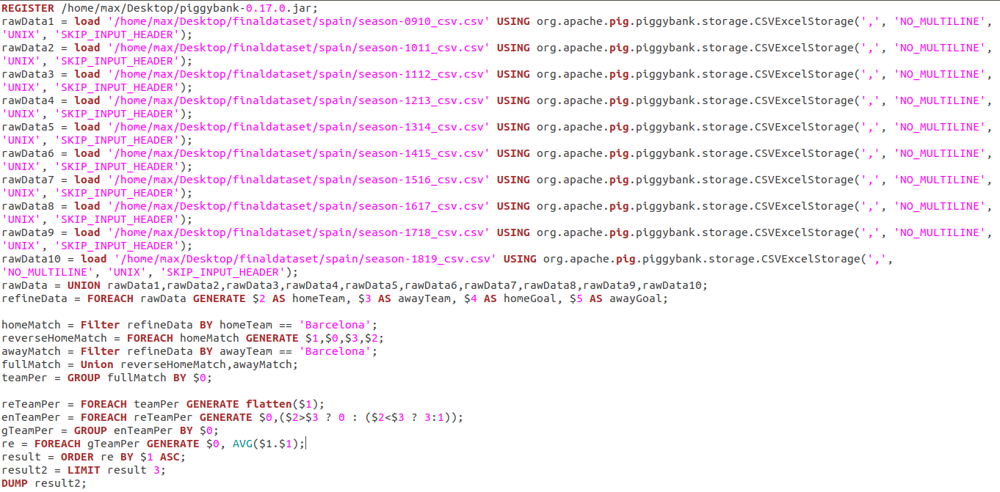 REGISTER /home/max/Desktop/piggybank-0.17.0.jar;
rawData1 = load '/home/max/Desktop/finaldataset/spain/season-0910_csv.csv' USING org.apache.pig.piggybank.storage.CSVExcelStorage(',', 'NO_MULTILINE',
'UNIX', 'SKIP_INPUT_HEADER');
rawData2 = load '/home/max/Desktop/finaldataset/spain/season-1011_csv.csv' USING org.apache.pig.piggybank.storage.CSVExcelStorage(',', 'NO_MULTILINE',
'UNIX', 'SKIP_INPUT_HEADER');
rawData3 = load '/home/max/Desktop/finaldataset/spain/season-1112_csv.csv' USING org.apache.pig.piggybank.storage.CSVExcelStorage(',', 'NO_MULTILINE',
'UNIX', 'SKIP_INPUT_HEADER');
rawData4 = load '/home/max/Desktop/finaldataset/spain/season-1213_csv.csv' USING org.apache.pig.piggybank.storage.CSVExcelStorage(',', 'NO_MULTILINE',
'UNIX', 'SKIP_INPUT_HEADER');
rawData5 = load '/home/max/Desktop/finaldataset/spain/season-1314_csv.csv' USING org.apache.pig.piggybank.storage.CSVExcelStorage(',', 'NO_MULTILINE',
'UNIX', 'SKIP_INPUT_HEADER');
rawData6 = load '/home/max/Desktop/finaldataset/spain/season-1415_csv.csv' USING org.apache.pig.piggybank.storage.CSVExcelStorage(',', 'NO_MULTILINE',
'UNIX', 'SKIP_INPUT_HEADER');
rawData7 = load '/home/max/Desktop/finaldataset/spain/season-1516_csv.csv' USING org.apache.pig.piggybank.storage.CSVExcelStorage(',', 'NO_MULTILINE',
'UNIX', 'SKIP_INPUT_HEADER');
rawData8 = load '/home/max/Desktop/finaldataset/spain/season-1617_csv.csv' USING org.apache.pig.piggybank.storage.CSVExcelStorage(',', 'NO_MULTILINE',
'UNIX', 'SKIP_INPUT_HEADER');
rawData9 = load '/home/max/Desktop/finaldataset/spain/season-1718_csv.csv' USING org.apache.pig.piggybank.storage.CSVExcelStorage(',', 'NO_MULTILINE',
'UNIX', 'SKIP_INPUT_HEADER');
rawData10 = load '/home/max/Desktop/finaldataset/spain/season-1819_csv.csv' USING org.apache.pig.piggybank.storage.CSVExcelStorage(',',
'NO_MULTILINE', 'UNIX', 'SKIP_INPUT_HEADER');
rawData = UNION rawData1,rawData2,rawData3,rawData4,rawData5,rawData6,rawData7,rawData8,rawData9,rawData10;
refineData = FOREACH rawData GENERATE $2 AS homeTeam, $3 AS awayTeam, $4 AS homeGoal, $5 AS awayGoal;

homeMatch = Filter refineData BY homeTeam == 'Barcelona';
reverseHomeMatch = FOREACH homeMatch GENERATE $1,$0,$3,$2;
awayMatch = Filter refineData BY awayTeam == 'Barcelona';
fullMatch = Union reverseHomeMatch,awayMatch;
teamPer = GROUP fullMatch BY $0;

reTeamPer = FOREACH teamPer GENERATE flatten($1);
enTeamPer = FOREACH reTeamPer GENERATE $0,($2>$3 ? 0 : ($2<$3 ? 3:1));
gTeamPer = GROUP enTeamPer BY $0;
re = FOREACH gTeamPer GENERATE $0, AVG($1.$1);
result = ORDER re BY $1 ASC;
result2 = LIMIT result 3;
DUMP result2;